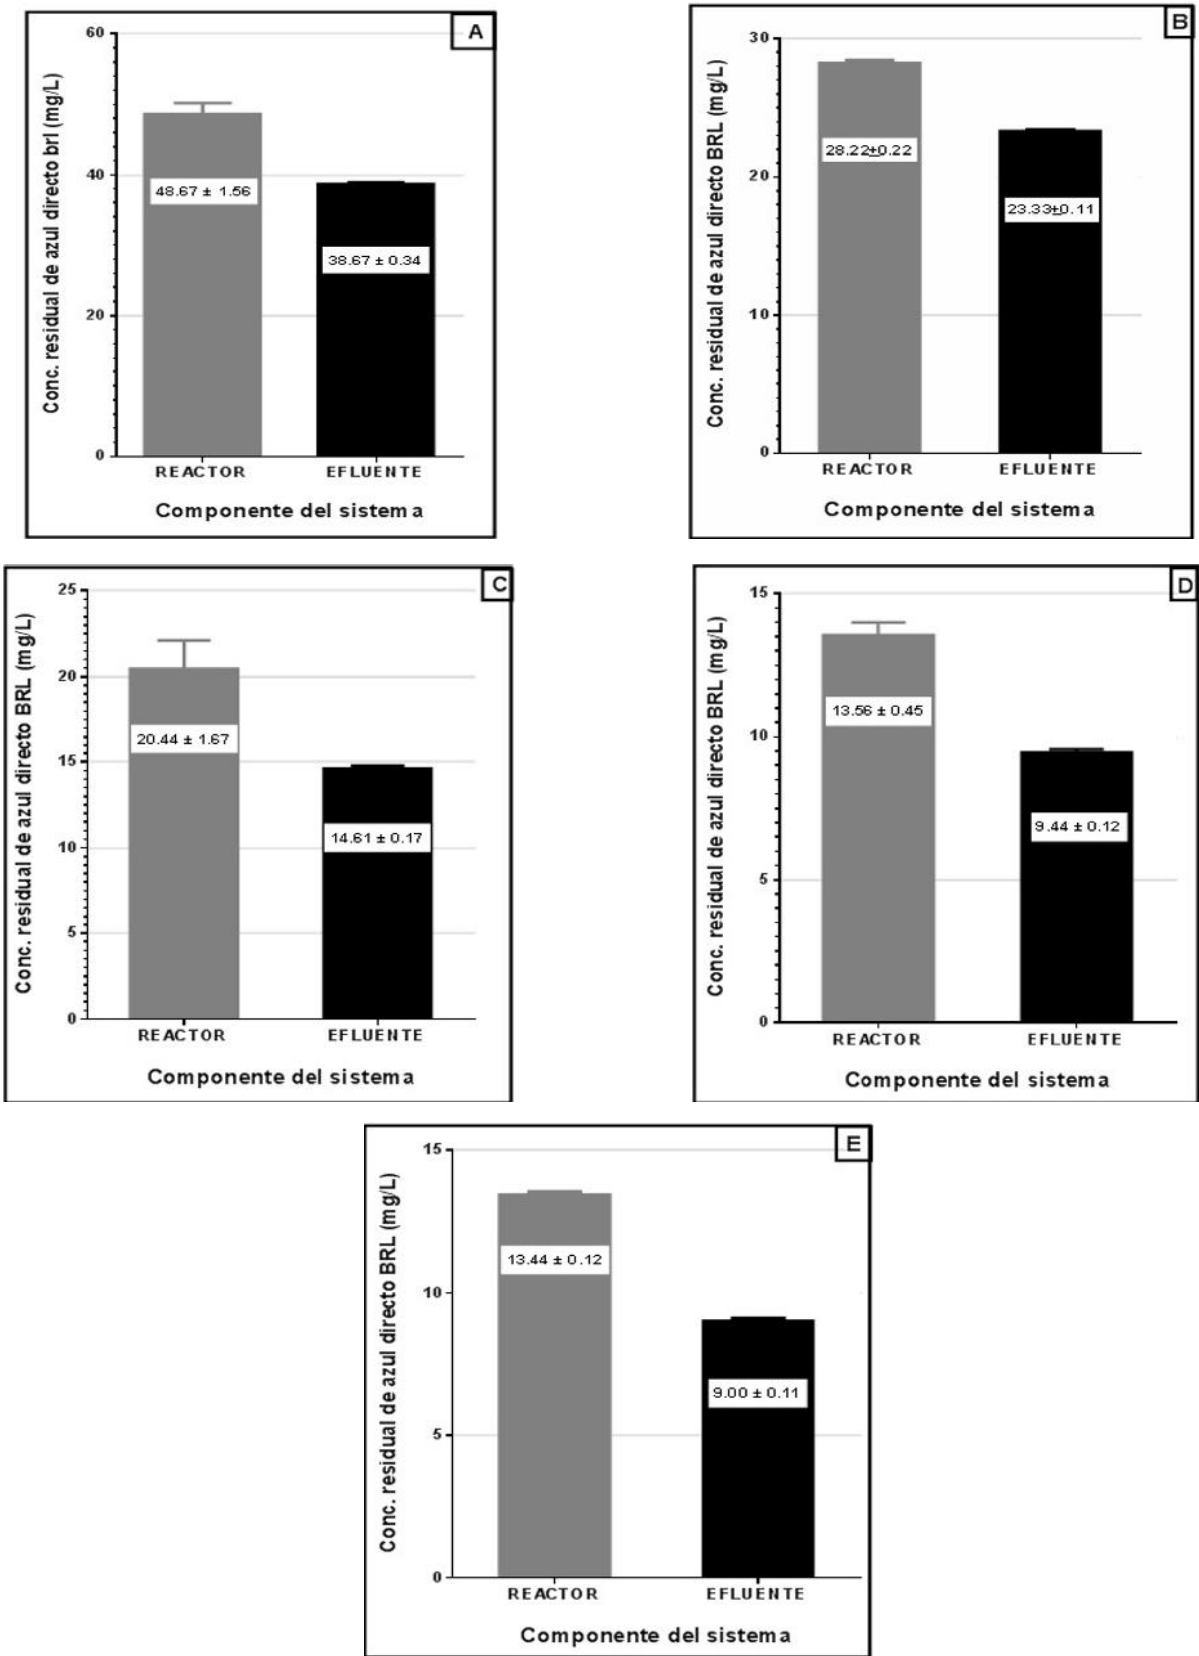 A
Conc. residual de azul directo brl (mg/L)
60
40
20
0
48.67 ± 1.56
38.67 ± 0.34
REACTOR EFLUENTE
Componente del sistema
B
Conc. residual de azul directo BRL (mg/L)
30
20
10
0
28.22±0.22
23.33±0.11
REACTOR EFLUENTE
Componente del sistema
C
Conc. residual de azul directo BRL (mg/L)
25
20
15
10
5
0
20.44 ± 1.67
14.61 ± 0.17
REACTOR EFLUENTE
Componente del sistema
D
Conc. residual de azul directo BRL (mg/L)
15
10
5
0
13.56 ± 0.45
9.44 ± 0.12
REACTOR EFLUENTE
Componente del sistema
E
Conc. residual de azul directo BRL (mg/L)
15
10
5
0
13.44 ± 0.12
9.00 ± 0.11
REACTOR EFLUENTE
Componente del sistema